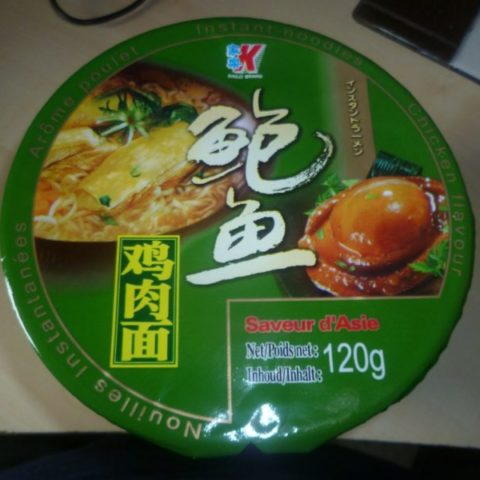 Arôme poulet
Instant noodles
Chicken flavour
K
インスタントラーメン
鲍鱼
鸡肉面
Saveur d'Asie
Net/Poids net: 120g
Inhoud/Inhalt:
Nouilles Instantanées